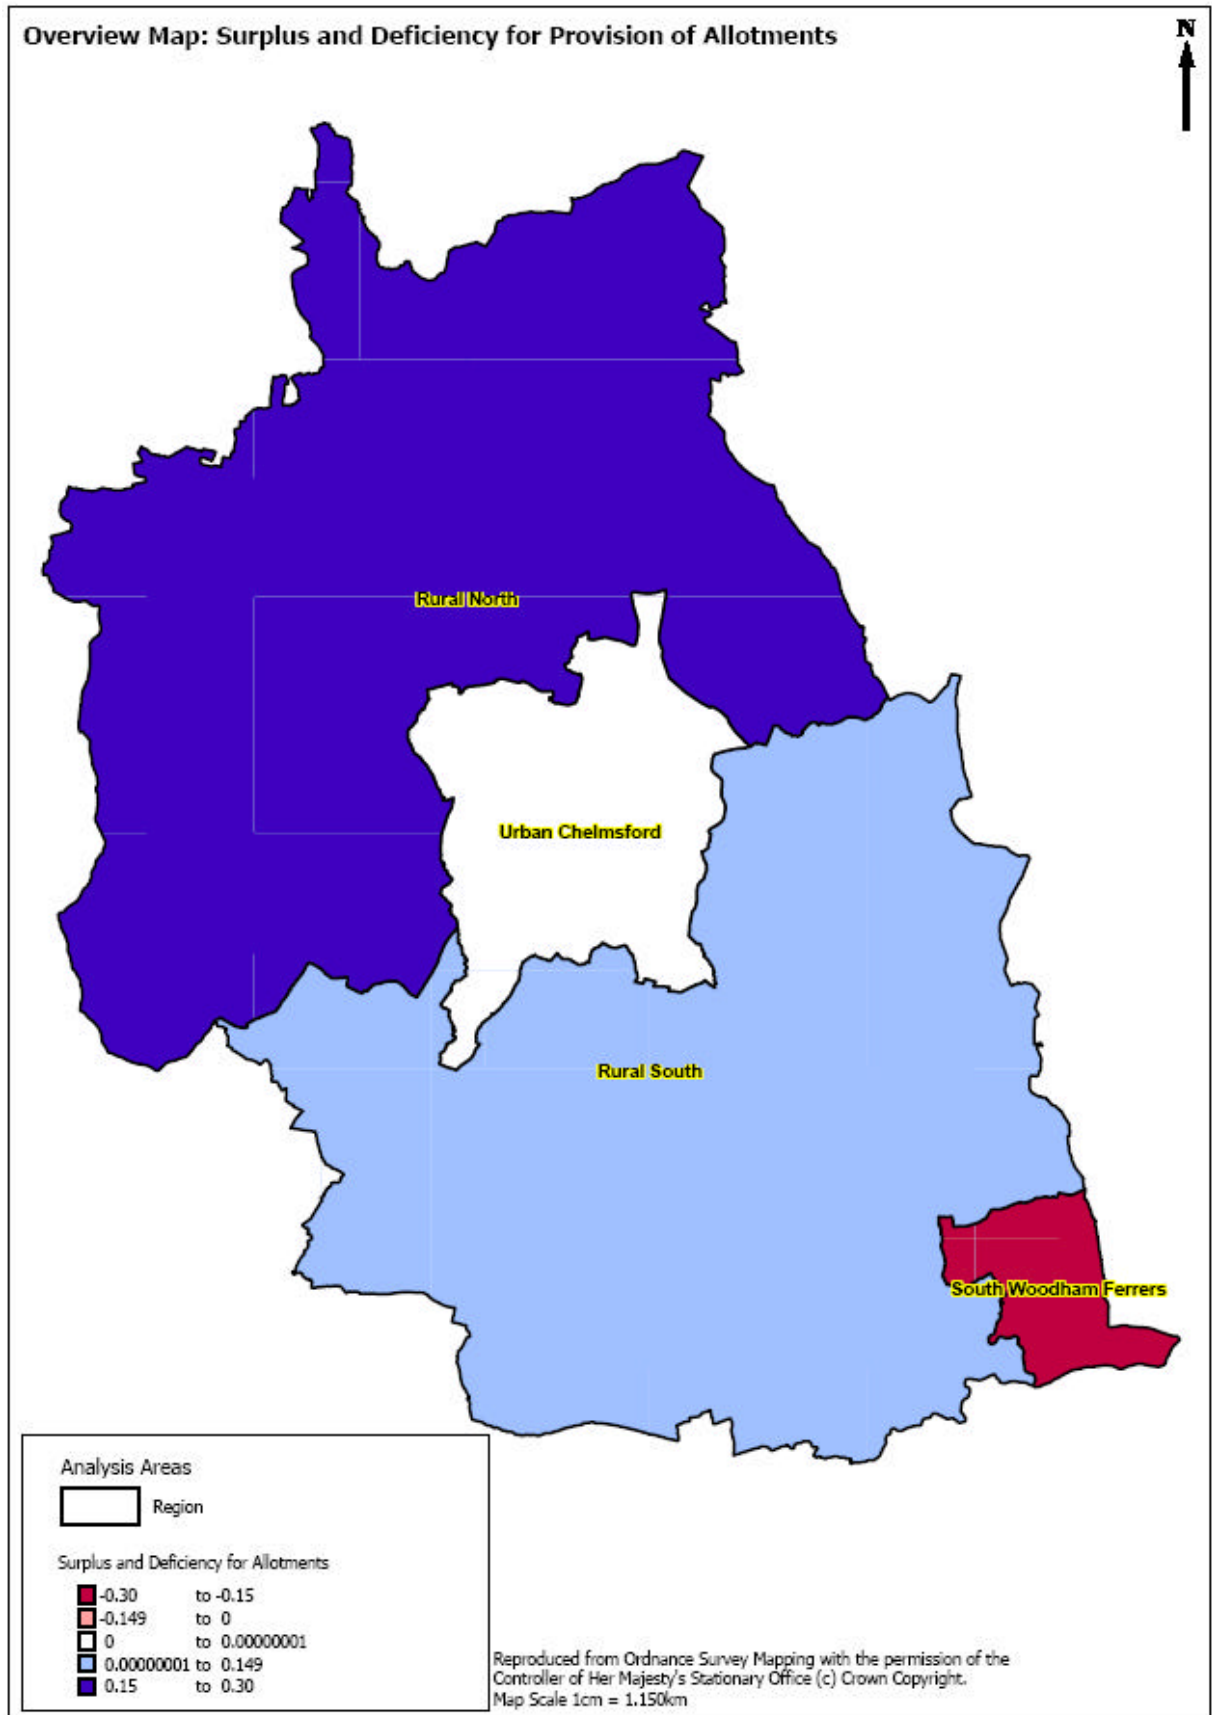 Overview Map: Surplus and Deficiency for Provision of Allotments
N
Rural North
Urban Chelmsford
Rural South
South Woodham Ferrers
Analysis Areas
Region
Surplus and Deficiency for Allotments
-0.30 to -0.15
-0.149 to 0
0 to 0.00000001
0.00000001 to 0.149
0.15 to 0.30
Reproduced from Ordnance Survey Mapping with the permission of the
Controller of Her Majesty's Stationary Office (c) Crown Copyright.
Map Scale 1cm = 1.150km